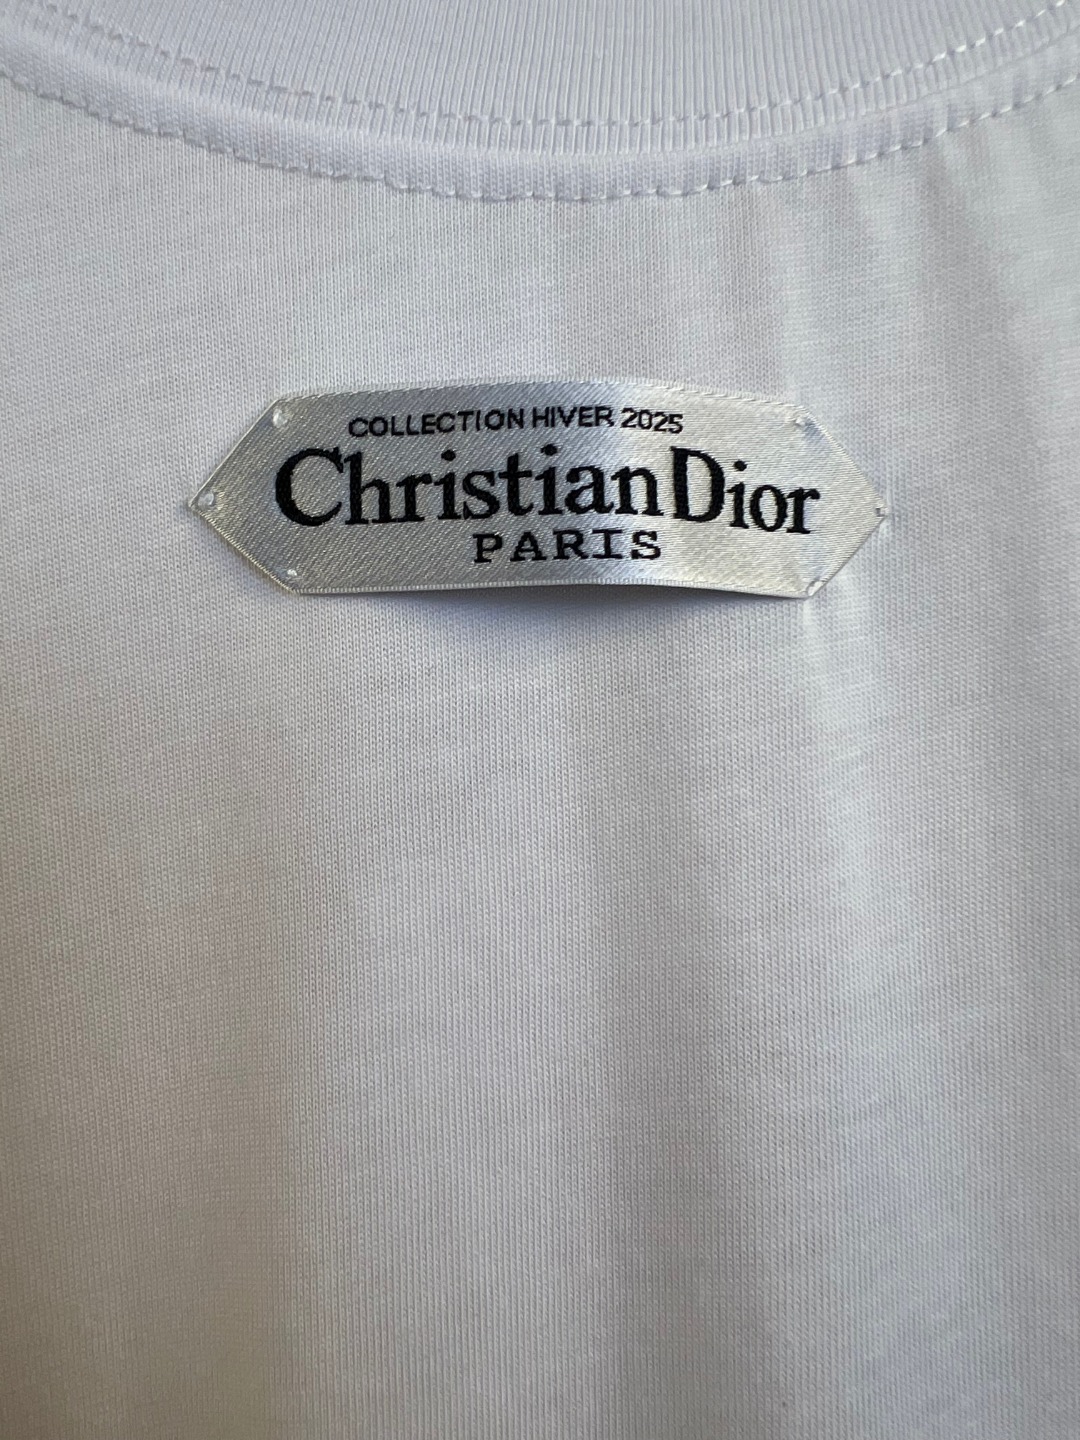 COLLECTION HIVER 2025
Christian Dior
PARIS